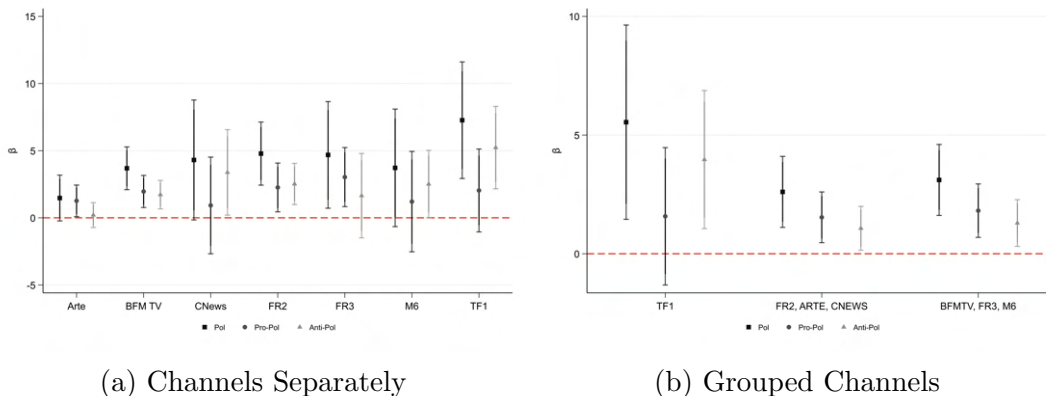 15
10
5
0
-5
β
Arte BFM TV CNews FR2 FR3 M6 TF1
Pol Pro-Pol Anti-Pol
(a) Channels Separately
10
5
0
β
TF1 FR2, ARTE, CNEWS BFMTV, FR3, M6
Pol Pro-Pol Anti-Pol
(b) Grouped Channels